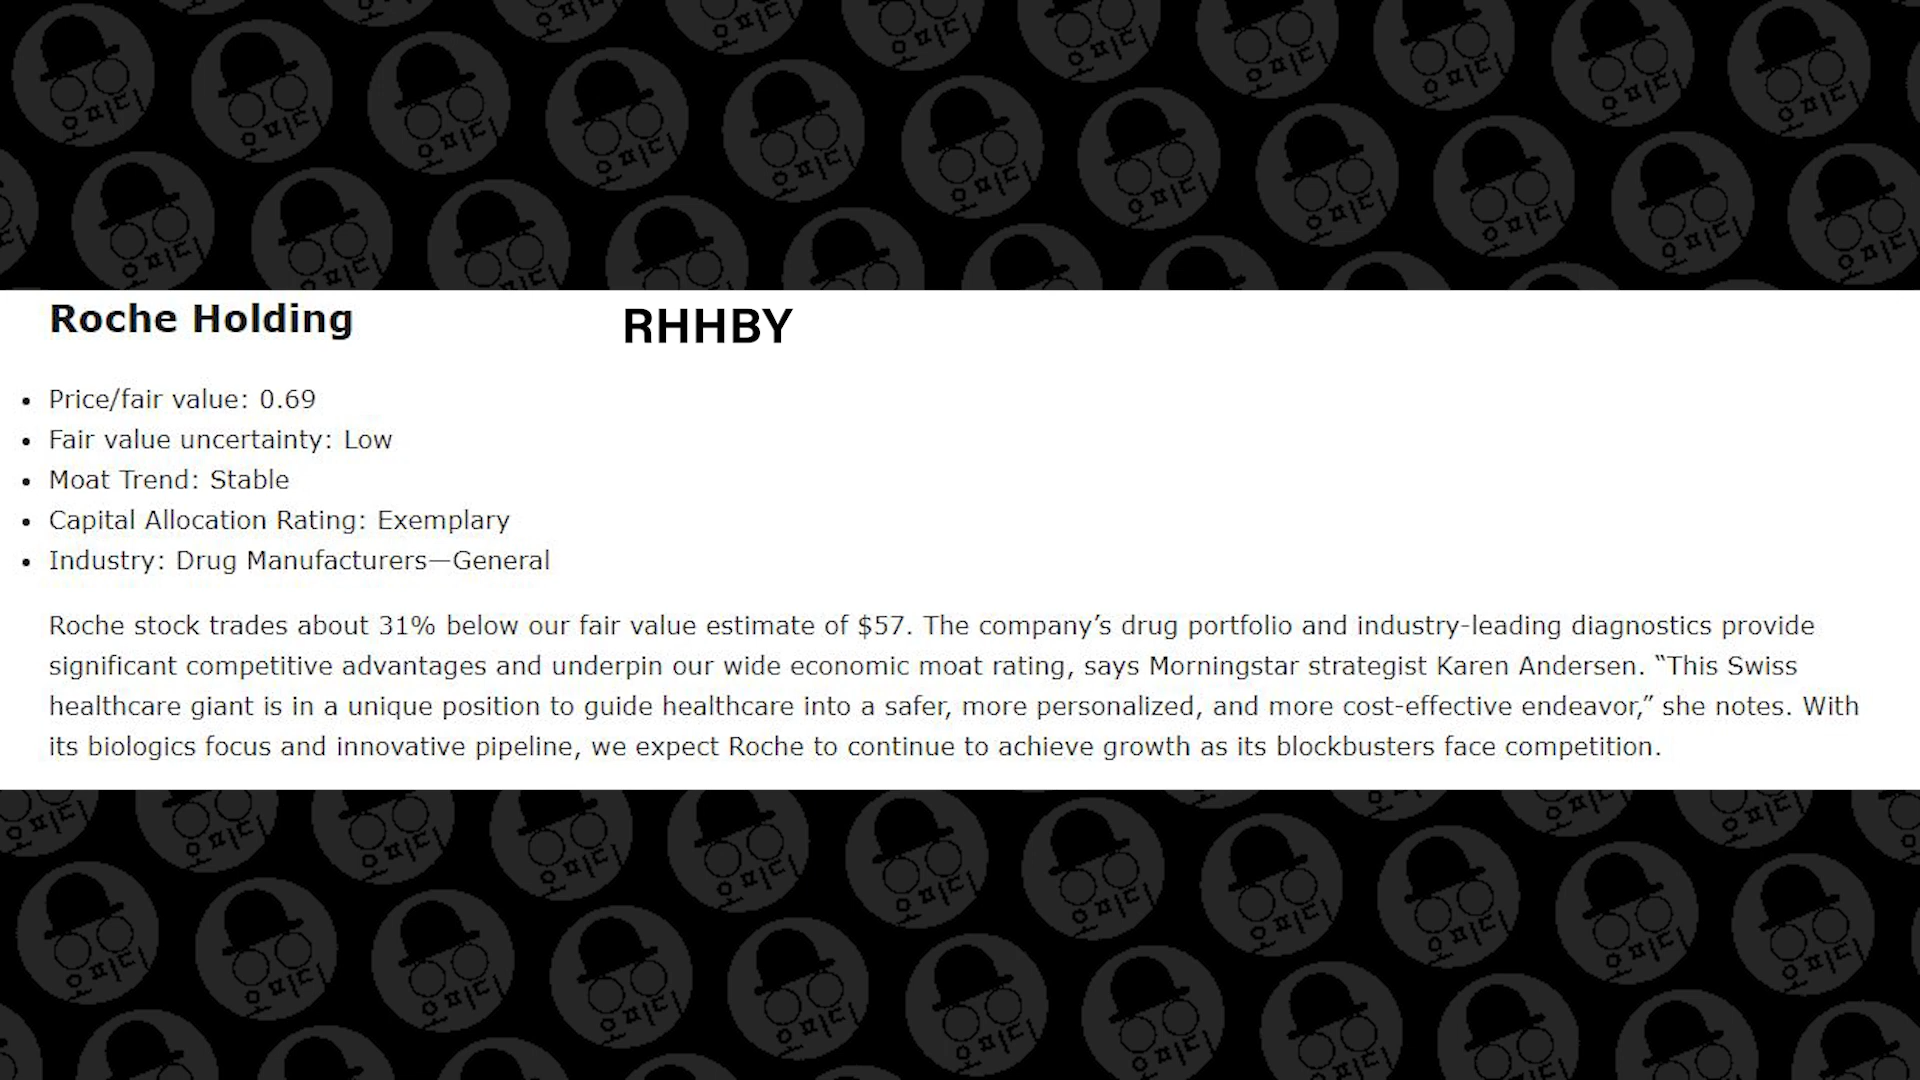 Roche Holding
RHHBY
• Price/fair value: 0.69
• Fair value uncertainty: Low
• Moat Trend: Stable
• Capital Allocation Rating: Exemplary
• Industry: Drug Manufacturers—General
Roche stock trades about 31% below our fair value estimate of $57. The company’s drug portfolio and industry-leading diagnostics provide
significant competitive advantages and underpin our wide economic moat rating, says Morningstar strategist Karen Andersen. “This Swiss
healthcare giant is in a unique position to guide healthcare into a safer, more personalized, and more cost-effective endeavor,” she notes. With
its biologics focus and innovative pipeline, we expect Roche to continue to achieve growth as its blockbusters face competition.
오피디